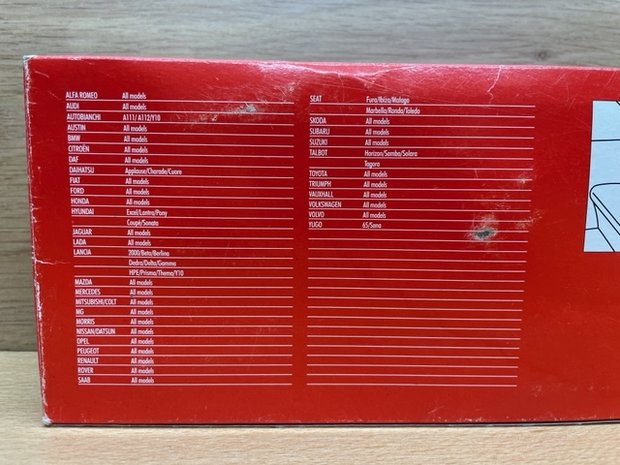 ALFA ROMEO All models
AUDI All models
AUTOBIANCHI A111/A112/Y10
AUSTIN All models
BMW All models
CITROËN All models
DAF All models
DAIHATSU Applause/Charade/Cuore
FIAT All models
FORD All models
HONDA All models
HYUNDAI Excel/Lantra/Pony
Coupé/Sonata
JAGUAR All models
LADA All models
LANCIA 2000/Beta/Berlina
Dedra/Delta/Gamma
HPE/Prisma/Thema/Y10
MAZDA All models
MERCEDES All models
MITSUBISHI/COLT All models
MG All models
MORRIS All models
NISSAN/DATSUN All models
OPEL All models
PEUGEOT All models
RENAULT All models
ROVER All models
SAAB All models
SEAT Fura/Ibiza/Malaga
Marbella/Ronda/Toledo
SKODA All models
SUBARU All models
SUZUKI All models
TALBOT Horizon/Samba/Solara
Tagora
TOYOTA All models
TRIUMPH All models
VAUXHALL All models
VOLKSWAGEN All models
VOLVO All models
YUGO 65/Sana